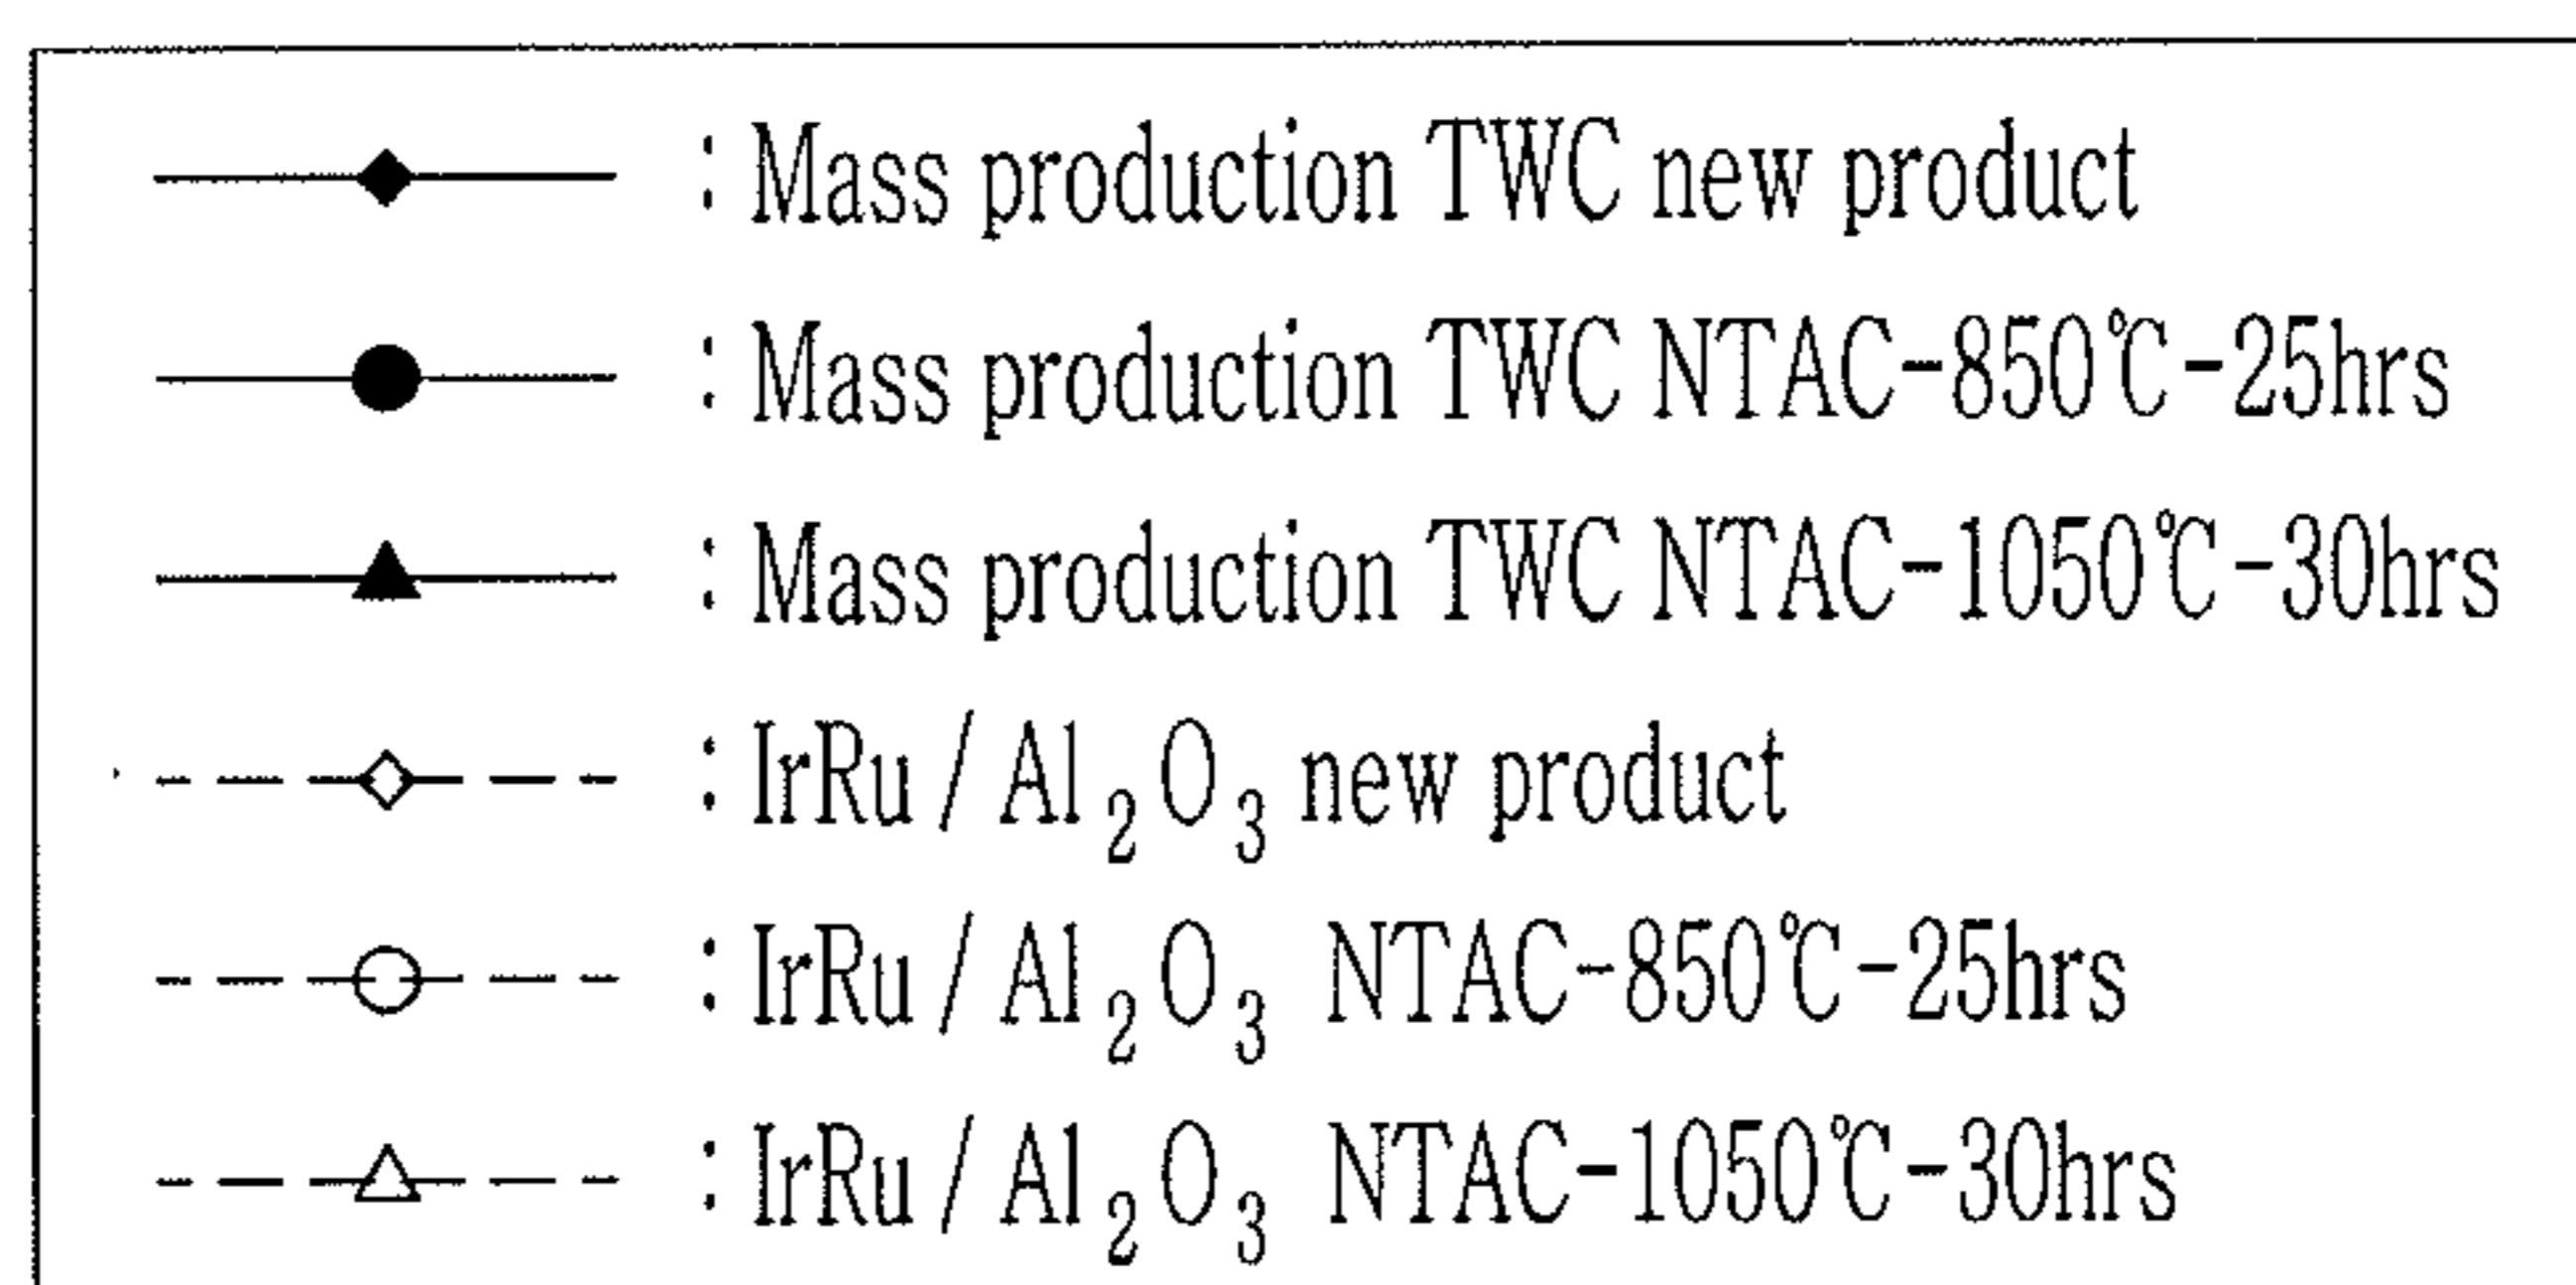 : Mass production TWC new product
: Mass production TWC NTAC-850℃-25hrs
: Mass production TWC NTAC-1050℃-30hrs
: IrRu/Al₂O₃ new product
: IrRu/Al₂O₃ NTAC-850℃-25hrs
: IrRu/Al₂O₃ NTAC-1050℃-30hrs